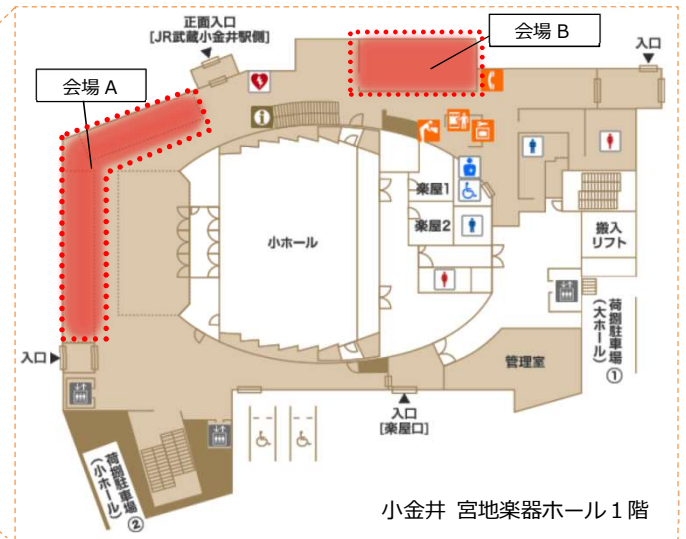 正面入口
[JR武蔵小金井駅側]
会場 B
入口
会場 A
楽屋1
楽屋2
小ホール
搬入
リフト
入口
管理室
荷捌駐車場
(大ホール)①
入口
[楽屋口]
荷捌駐車場
(小ホール)②
小金井 宮地楽器ホール１階